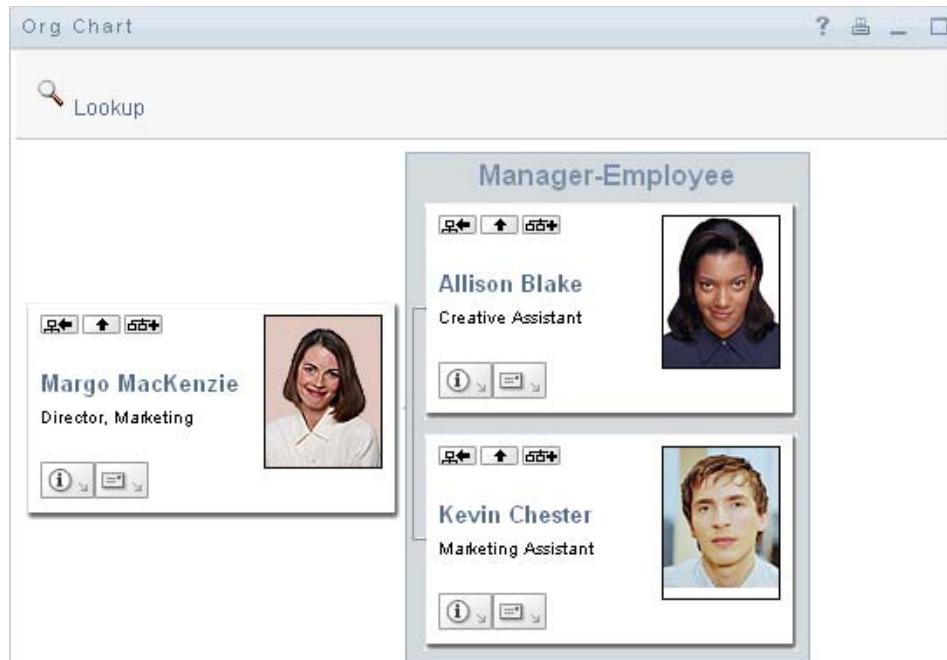 Org Chart
?
Lookup
Manager-Employee
Allison Blake
Creative Assistant
Margo MacKenzie
Director, Marketing
Kevin Chester
Marketing Assistant